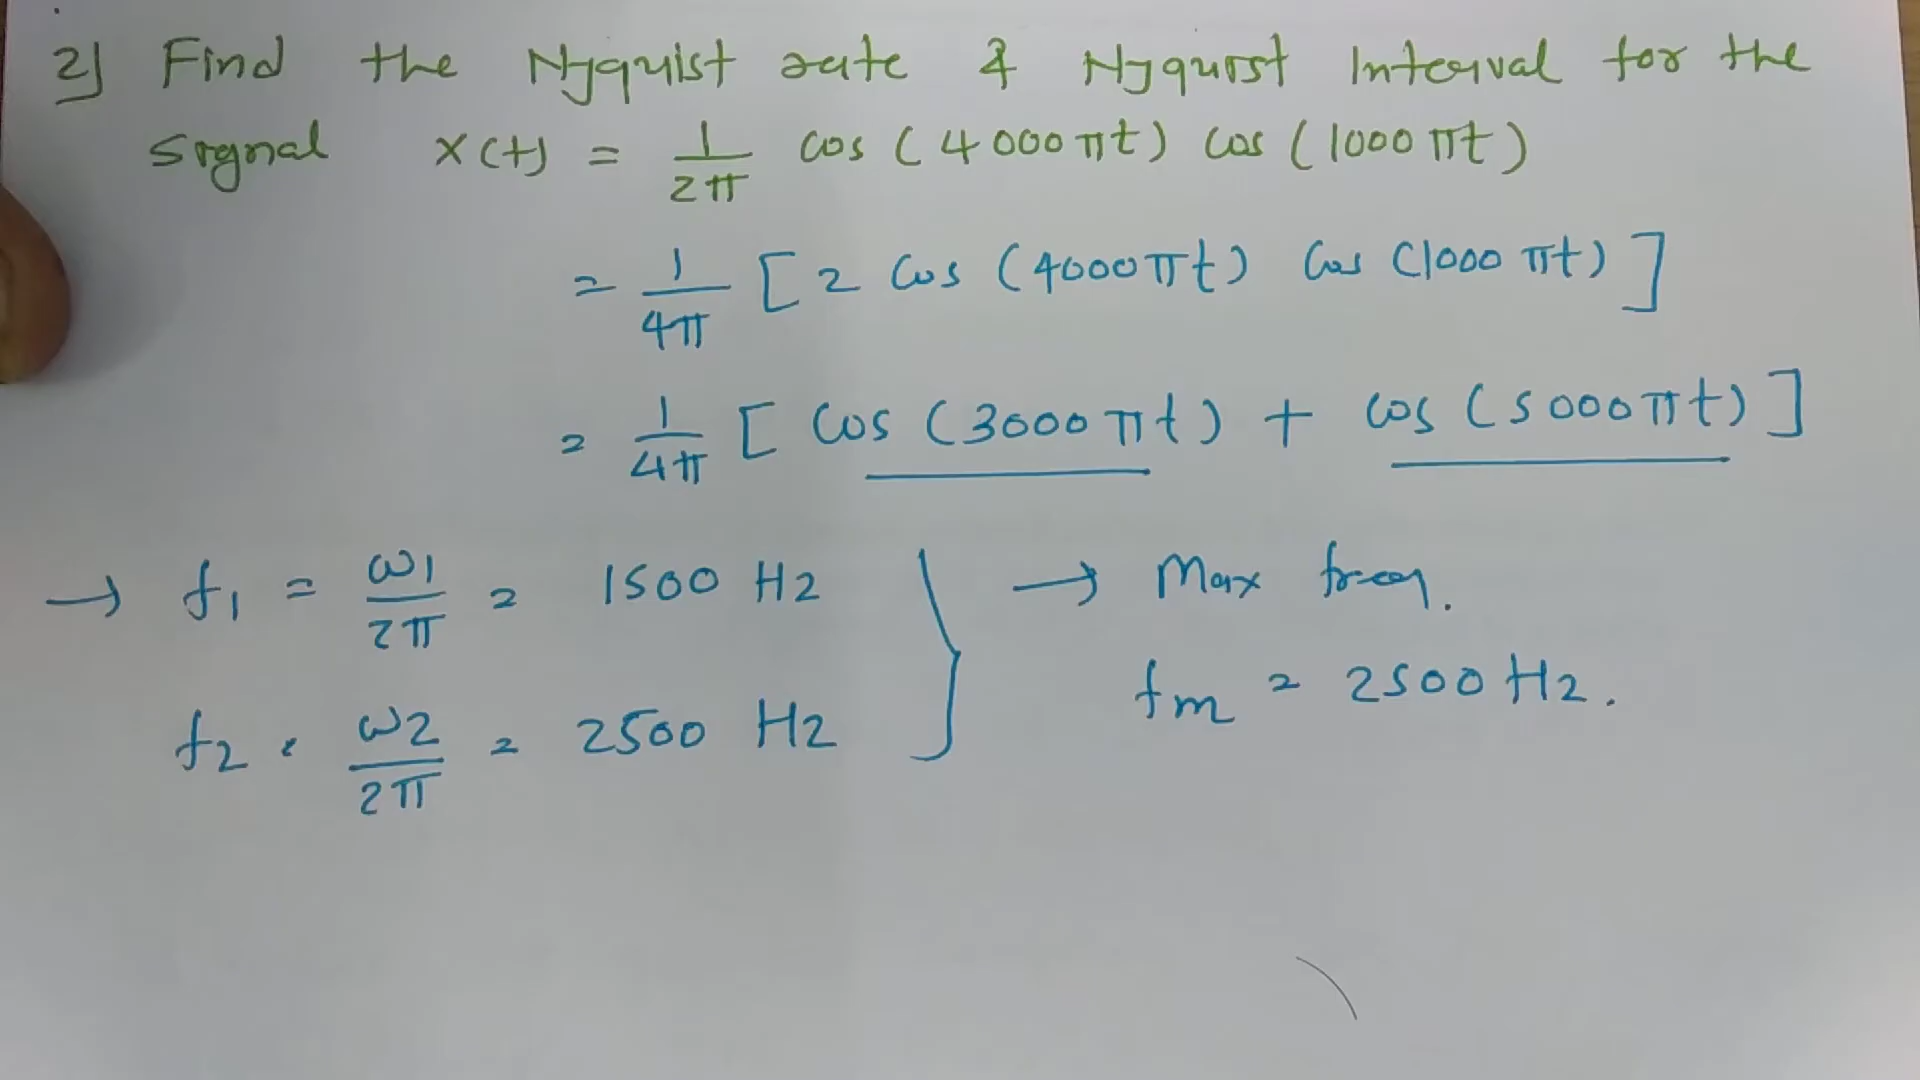 2) Find the Nyquist rate & Nyquist Interval for the
signal x(t) = 1/2π cos (4000πt) cos (1000πt)
= 1/4π [2 cos (4000πt) cos (1000πt)]
= 1/4π [cos (3000πt) + cos (5000πt)]
→ f1 = ω1/2π = 1500 Hz } → Max freq.
f2 = ω2/2π = 2500 Hz
fm = 2500 Hz.